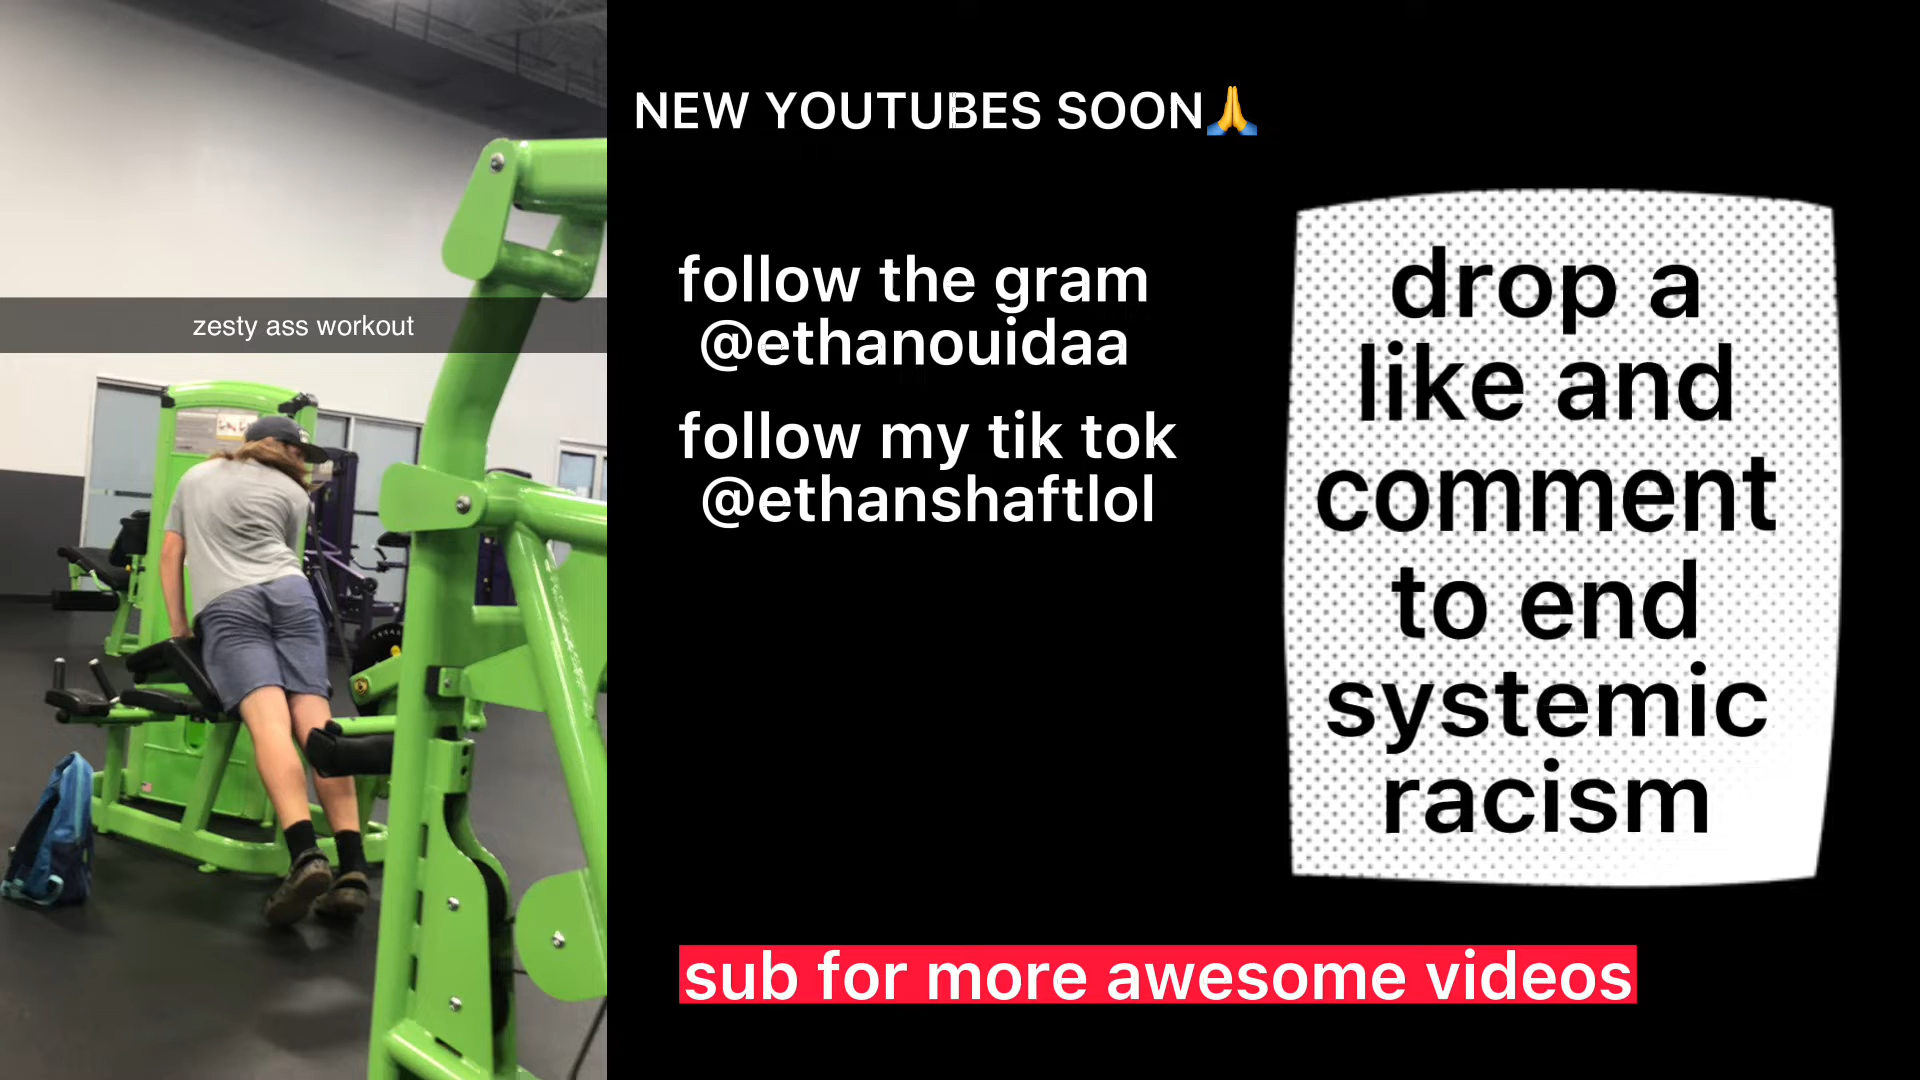 zesty ass workout
NEW YOUTUBES SOON🙏
follow the gram
@ethanouidaa
follow my tik tok
@ethanshaftlol
drop a
like and
comment
to end
systemic
racism
sub for more awesome videos